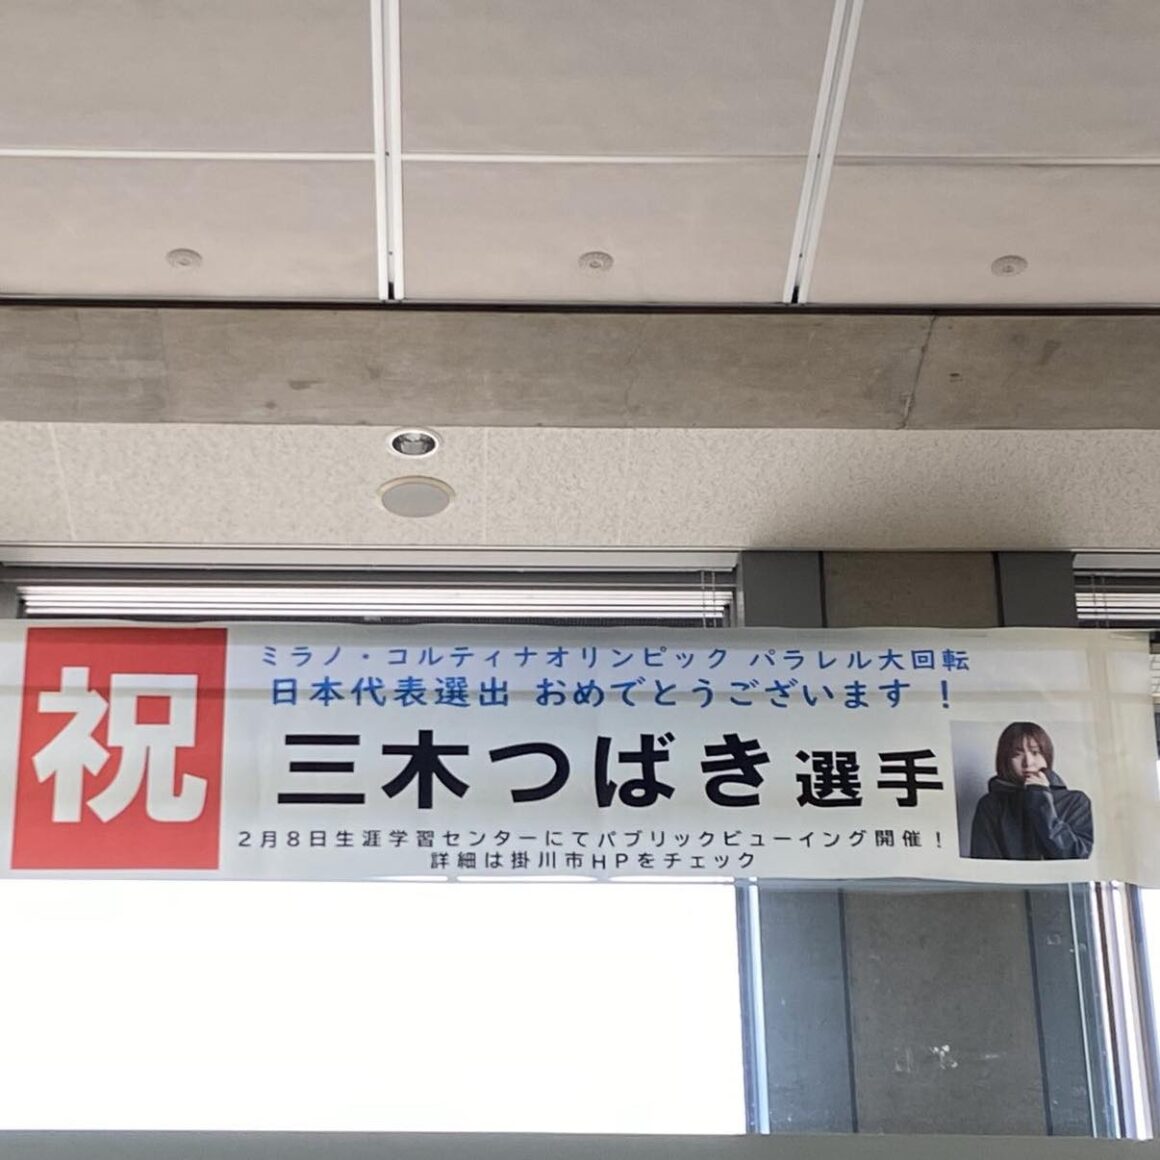 祝
ミラノ・コルティナオリンピック パラレル大回転
日本代表選出 おめでとうございます！
三木つばき選手
2月8日生涯学習センターにてパブリックビューイング開催！
詳細は掛川市HPをチェック